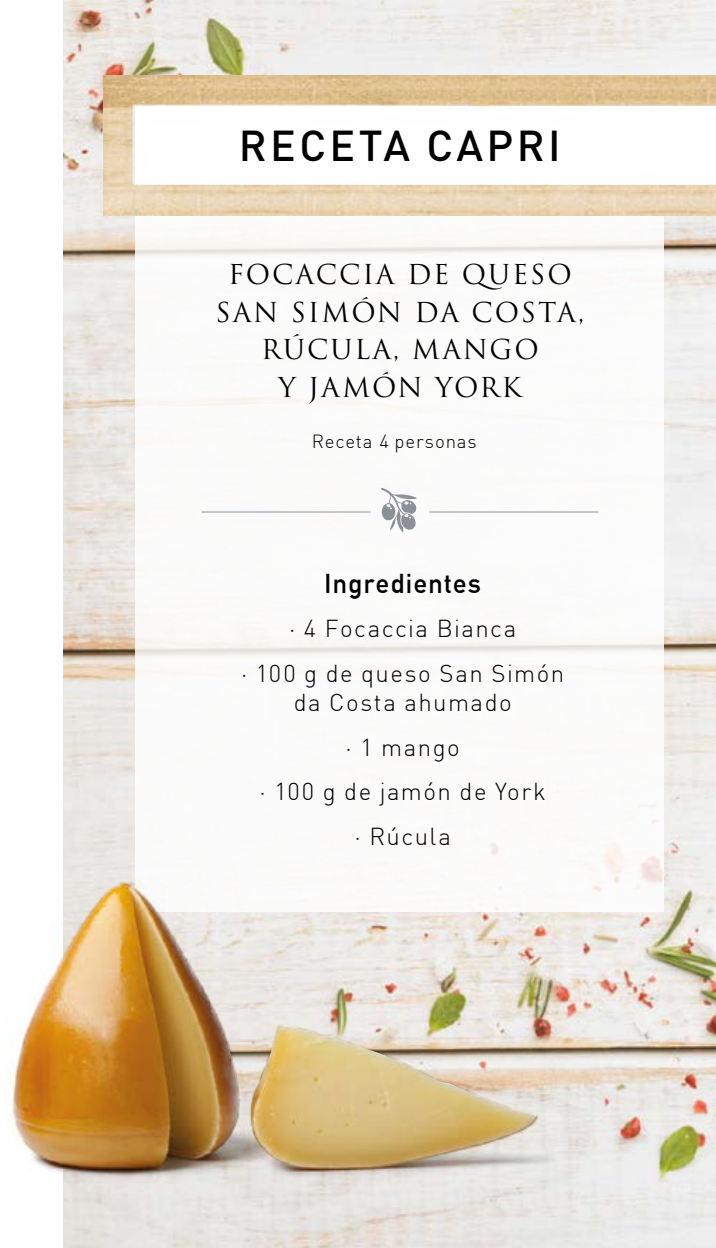 RECETA CAPRI
FOCACCIA DE QUESO
SAN SIMÓN DA COSTA,
RÚCULA, MANGO
Y JAMÓN YORK
Receta 4 personas
Ingredientes
· 4 Focaccia Bianca
· 100 g de queso San Simón
da Costa ahumado
· 1 mango
· 100 g de jamón de York
· Rúcula